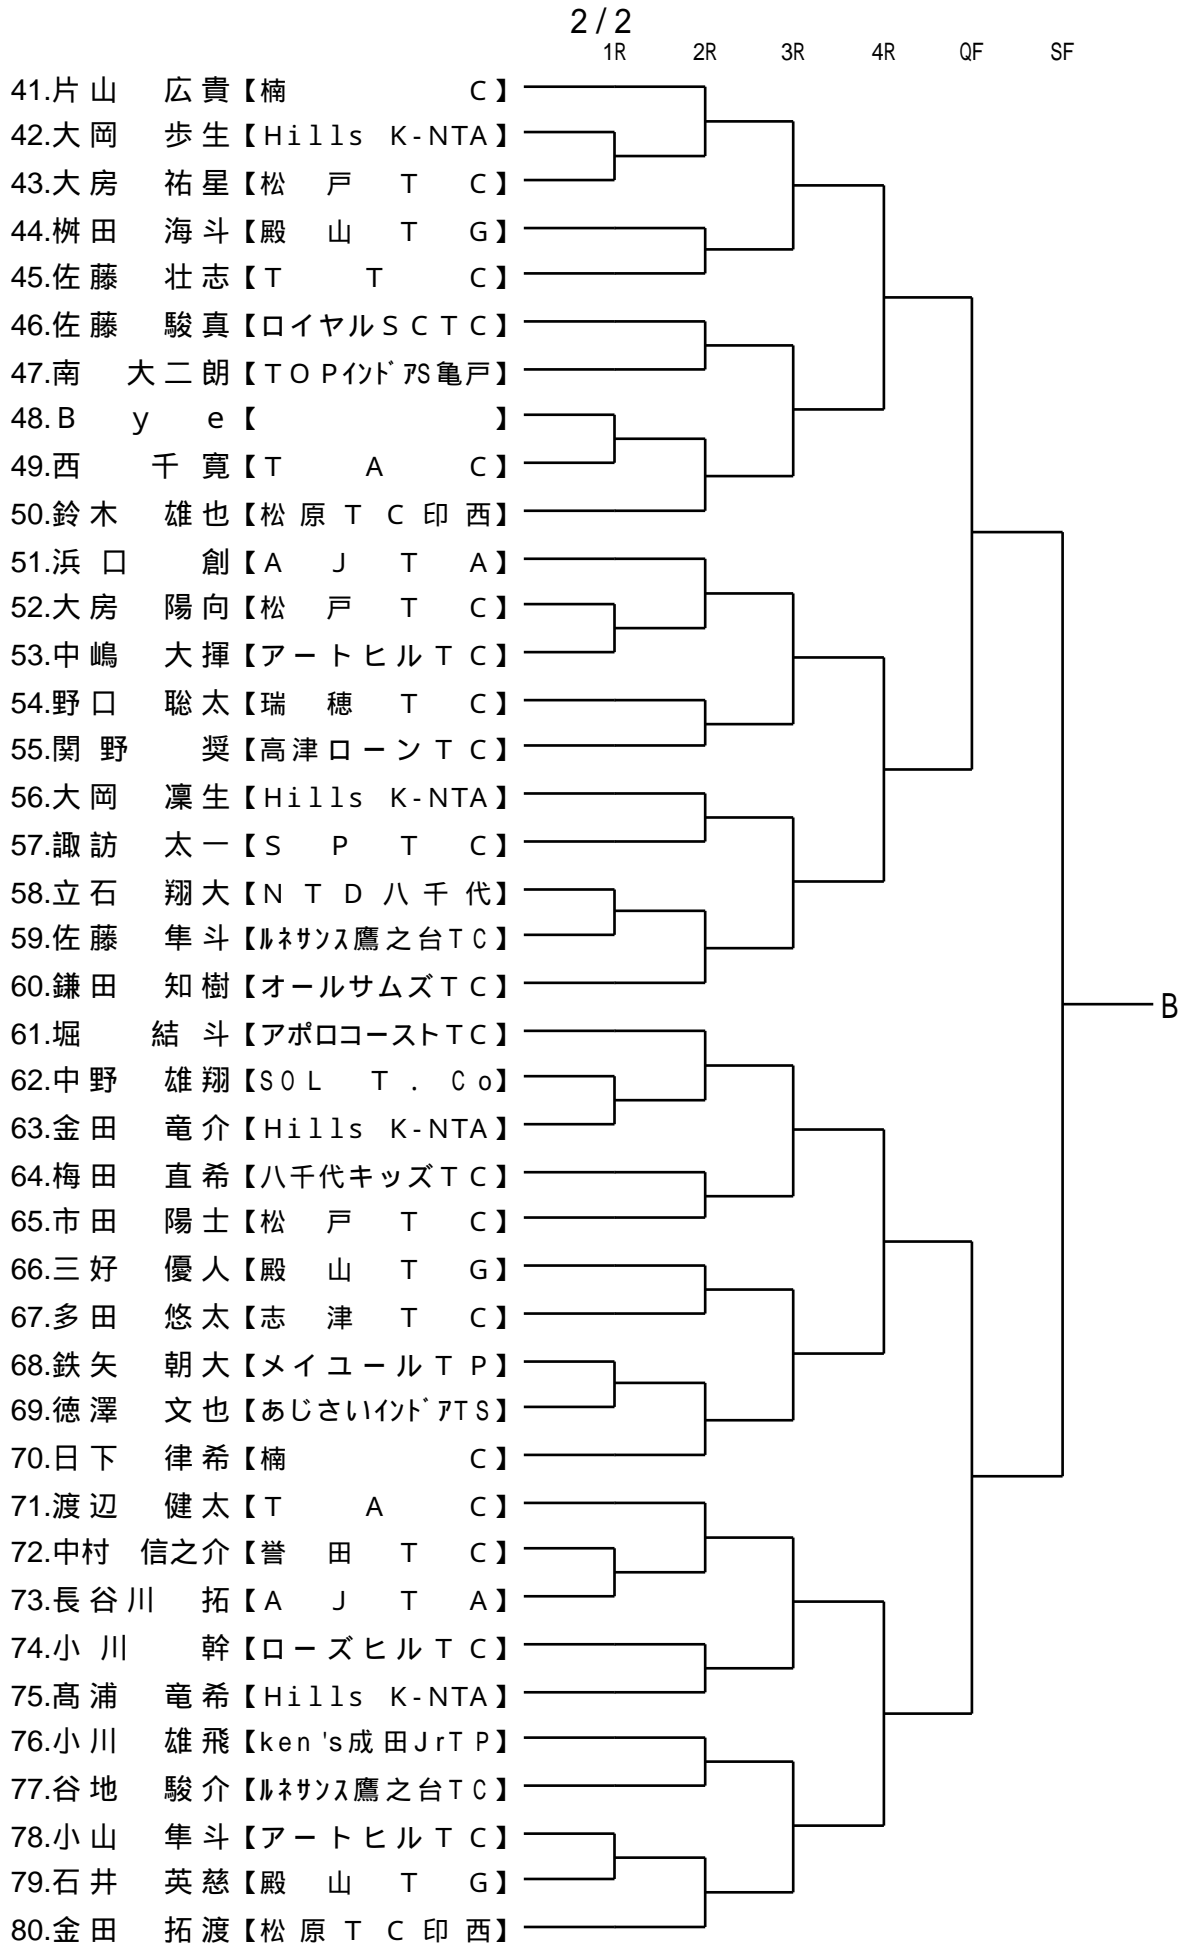 2 / 2
1R 2R 3R 4R QF SF
41.片山 広貴【楠 C】
42.大岡 歩生【Hills K-NTA】
43.大房 祐星【松戸TC】
44.桝田 海斗【殿山TG】
45.佐藤 壮志【TTC】
46.佐藤 駿真【ロイヤルSCTC】
47.南 大二朗【TOPｲﾝﾄﾞｱS亀戸】
48.Bye【 】
49.西 千寛【TAC】
50.鈴木 雄也【松原TC印西】
51.浜口 創【AJTA】
52.大房 陽向【松戸TC】
53.中嶋 大揮【アートヒルTC】
54.野口 聡太【瑞穂TC】
55.関野 奨【高津ローンTC】
56.大岡 凜生【Hills K-NTA】
57.諏訪 太一【SPTC】
58.立石 翔大【NTD八千代】
59.佐藤 隼斗【ﾙﾈｻﾝｽ鷹之台TC】
60.鎌田 知樹【オールサムズTC】
61.堀 結斗【アポロコーストTC】
62.中野 雄翔【SOL T．Co】
63.金田 竜介【Hills K-NTA】
64.梅田 直希【八千代キッズTC】
65.市田 陽士【松戸TC】
66.三好 優人【殿山TG】
67.多田 悠太【志津TC】
68.鉄矢 朝大【メイユールTP】
69.徳澤 文也【あじさいｲﾝﾄﾞｱTS】
70.日下 律希【楠 C】
71.渡辺 健太【TAC】
72.中村 信之介【誉田TC】
73.長谷川 拓【AJTA】
74.小川 幹【ローズヒルTC】
75.髙浦 竜希【Hills K-NTA】
76.小川 雄飛【ken's成田JrTP】
77.谷地 駿介【ﾙﾈｻﾝｽ鷹之台TC】
78.小山 隼斗【アートヒルTC】
79.石井 英慈【殿山TG】
80.金田 拓渡【松原TC印西】
B